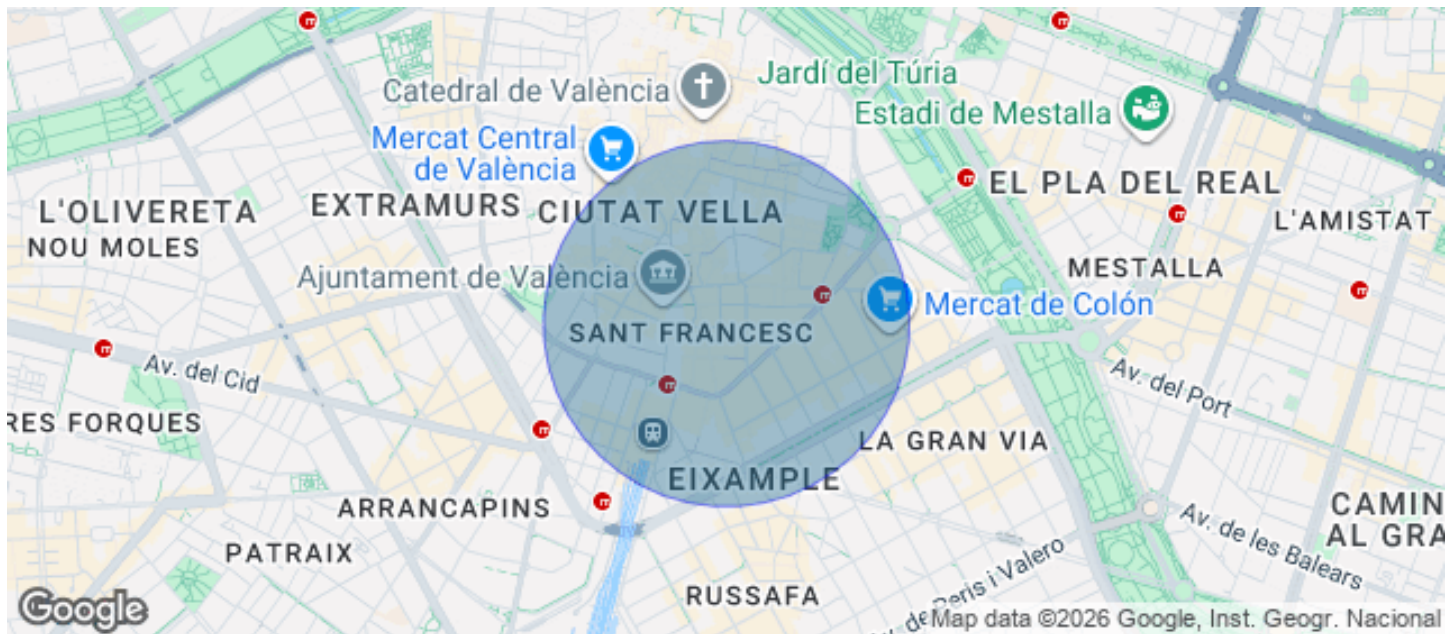 Catedral de València
Jardí del Túria
Estadi de Mestalla
Mercat Central
de València
EL PLA DEL REAL
L'OLIVERETA
EXTRAMURS
CIUTAT VELLA
L'AMISTAT
NOU MOLES
Ajuntament de València
MESTALLA
Mercat de Colón
SANT FRANCESC
Av. del Cid
Av. del Port
RES FORQUES
LA GRAN VIA
EIXAMPLE
ARRANCAPINS
CAMIN
AL GRA
Av. de les Balears
PATRAIX
RUSSAFA
. de Peris i Valero
Google
Map data ©2026 Google, Inst. Geogr. Nacional